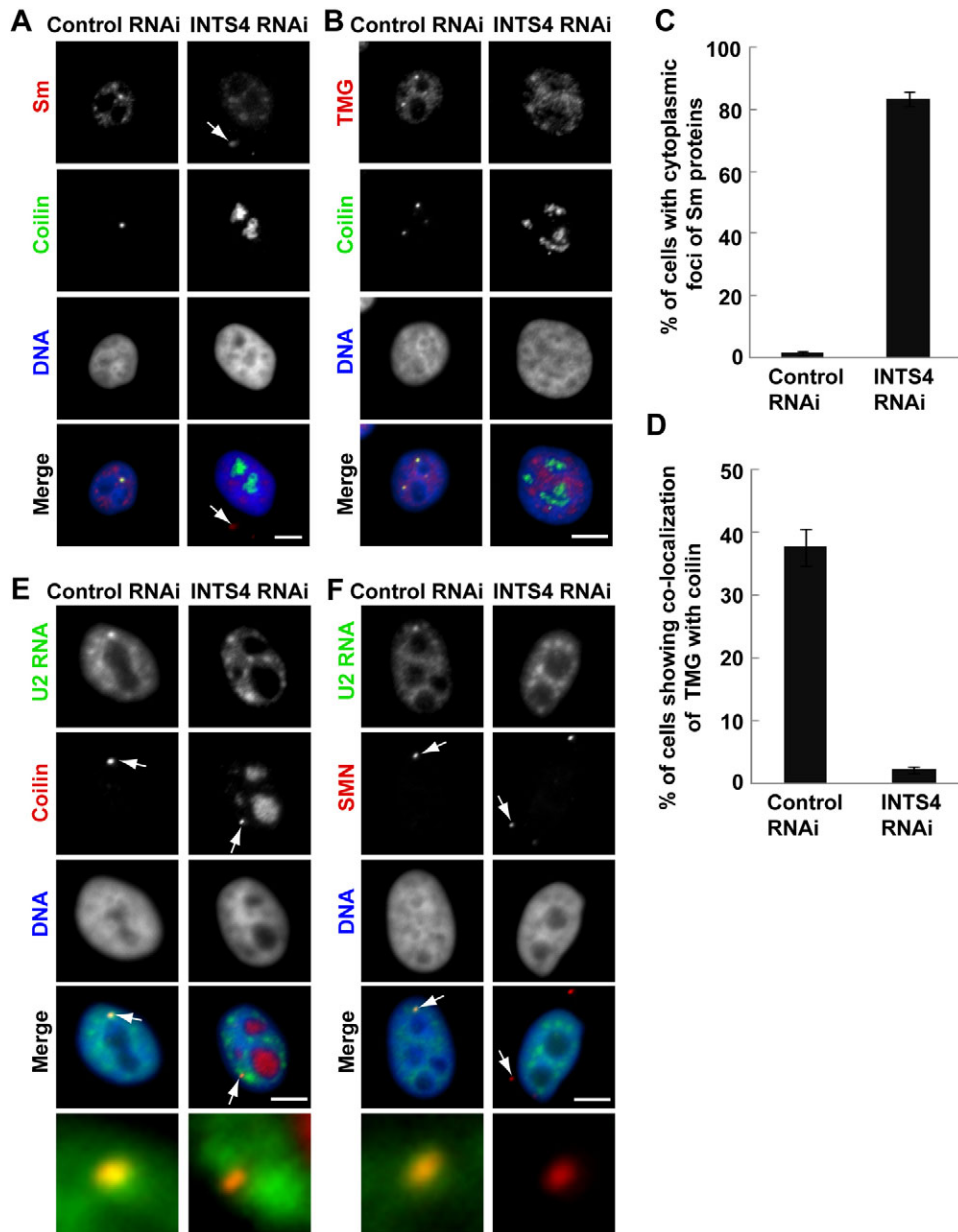 A
Control RNAi INTS4 RNAi
Sm
Coilin
DNA
Merge
B
Control RNAi INTS4 RNAi
TMG
Coilin
DNA
Merge
C
% of cells with cytoplasmic
foci of Sm proteins
100
80
60
40
20
0
Control
RNAi
INTS4
RNAi
D
% of cells showing co-localization
of TMG with coilin
50
40
30
20
10
0
Control
RNAi
INTS4
RNAi
E
Control RNAi INTS4 RNAi
U2 RNA
Coilin
DNA
Merge
F
Control RNAi INTS4 RNAi
U2 RNA
SMN
DNA
Merge